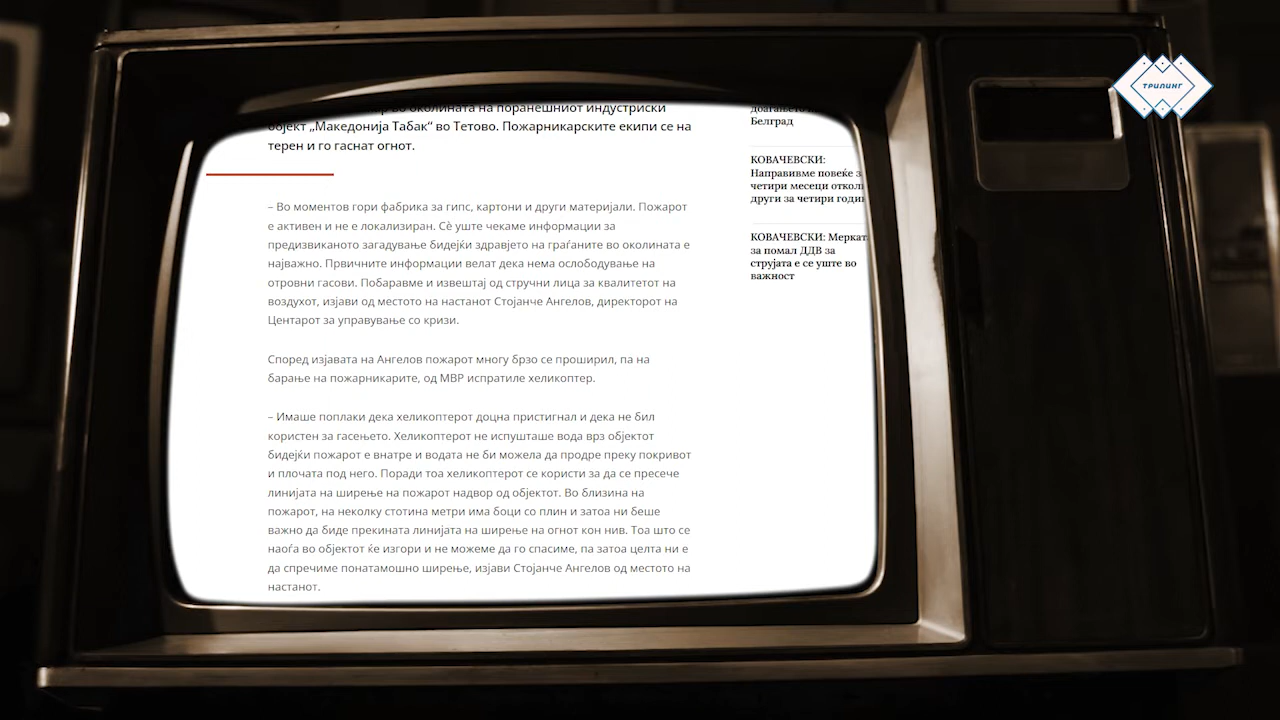 во околината на поранешниот индустриски
објект „Македонија Табак“ во Тетово. Пожарникарските екипи се на
терен и го гаснат огнот.
– Во моментов гори фабрика за гипс, картони и други материјали. Пожарот
е активен и не е локализиран. Сѐ уште чекаме информации за
предизвиканото загадување бидејќи здравјето на граѓаните во околината е
најважно. Првичните информации велат дека нема ослободување на
отровни гасови. Побаравме и извештај од стручни лица за квалитетот на
воздухот, изјави од местото на настанот Стојанче Ангелов, директорот на
Центарот за управување со кризи.
Според изјавата на Ангелов пожарот многу брзо се проширил, па на
барање на пожарникарите, од МВР испратиле хеликоптер.
– Имаше поплаки дека хеликоптерот доцна пристигнал и дека не бил
користен за гасењето. Хеликоптерот не испушташе вода врз објектот
бидејќи пожарот е внатре и водата не би можела да продре преку покривот
и плочата под него. Поради тоа хеликоптерот се користи за да се пресече
линијата на ширење на пожарот надвор од објектот. Во близина на
пожарот, на неколку стотина метри има боци со плин и затоа ни беше
важно да биде прекината линијата на ширење на огнот кон нив. Тоа што се
наоѓа во објектот ќе изгори и не можеме да го спасиме, па затоа целта ни е
да спречиме понатамошно ширење, изјави Стојанче Ангелов од местото на
настанот.
Белград
КОВАЧЕВСКИ:
Направивме повеќе з
четири месеци откол
други за четири годи
КОВАЧЕВСКИ: Меркат
за помал ДДВ за
струјата е се уште во
важност
ТРИЛИНГ